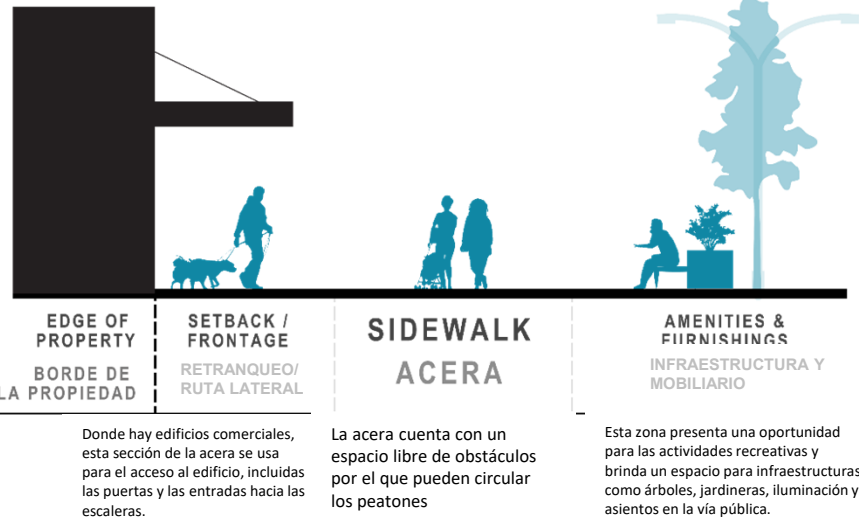 EDGE OF
PROPERTY
BORDE DE
LA PROPIEDAD
SETBACK /
FRONTAGE
RETRANQUEO/
RUTA LATERAL
SIDEWALK
ACERA
AMENITIES &
FURNISHINGS
INFRAESTRUCTURA Y
MOBILIARIO
Donde hay edificios comerciales,
esta sección de la acera se usa
para el acceso al edificio, incluidas
las puertas y las entradas hacia las
escaleras.
La acera cuenta con un
espacio libre de obstáculos
por el que pueden circular
los peatones
Esta zona presenta una oportunidad
para las actividades recreativas y
brinda un espacio para infraestructuras
como árboles, jardineras, iluminación y
asientos en la vía pública.